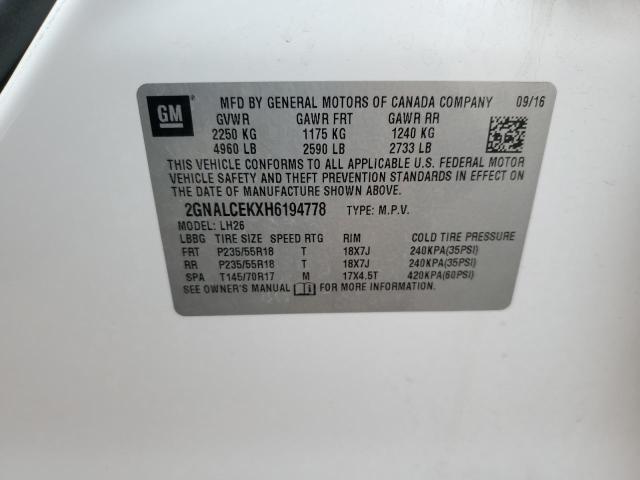 GM
MFD BY GENERAL MOTORS OF CANADA COMPANY 09/16
GVWR GAWR FRT GAWR RR
2250 KG 1175 KG 1240 KG
4960 LB 2590 LB 2733 LB
THIS VEHICLE CONFORMS TO ALL APPLICABLE U.S. FEDERAL MOTOR
VEHICLE SAFETY AND THEFT PREVENTION STANDARDS IN EFFECT ON
THE DATE OF MANUFACTURE SHOWN ABOVE.
2GNALCEKXH6194778 TYPE: M.P.V.
MODEL: LH26
LBBG TIRE SIZE SPEED RTG RIM COLD TIRE PRESSURE
FRT P235/55R18 T 18X7J 240KPA(35PSI)
RR P235/55R18 T 18X7J 240KPA(35PSI)
SPA T145/70R17 M 17X4.5T 420KPA(60PSI)
SEE OWNER'S MANUAL FOR MORE INFORMATION.